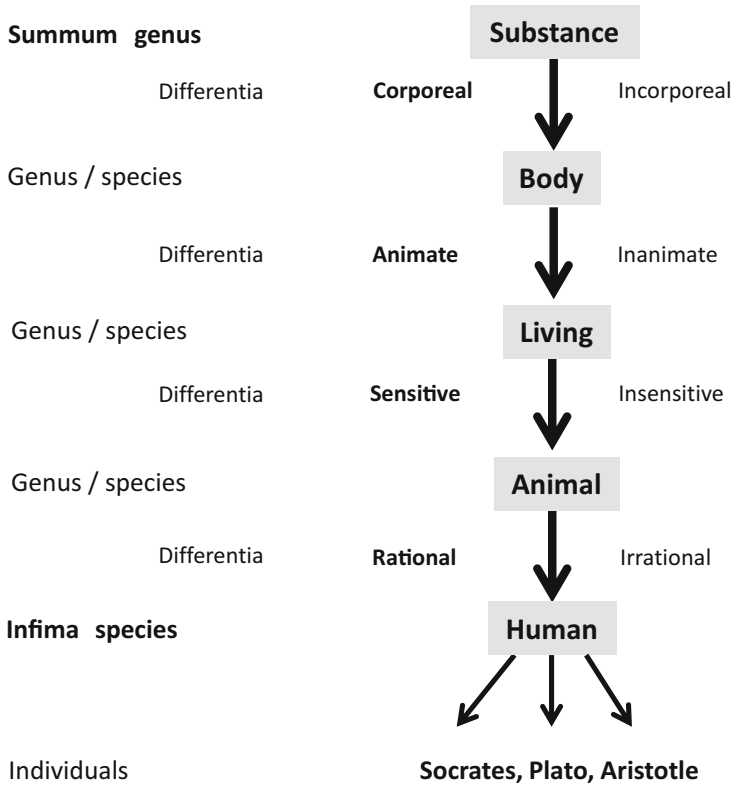 Summum genus Substance
Differentia Corporeal Incorporeal
Genus / species Body
Differentia Animate Inanimate
Genus / species Living
Differentia Sensitive Insensitive
Genus / species Animal
Differentia Rational Irrational
Infima species Human
Individuals Socrates, Plato, Aristotle